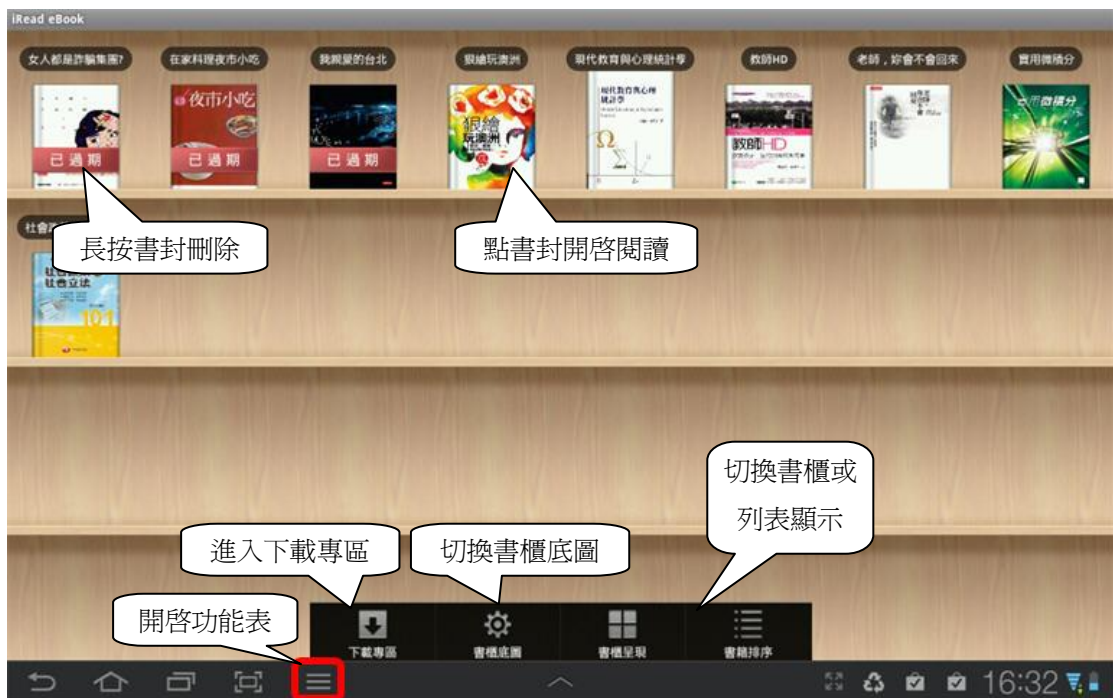 iRead eBook
女人都是詐騙集團?
在家料理夜市小吃
我親愛的台北
狠繪玩澳洲
現代教育與心理統計學
教師HD
老師，妳會不會回來
實用微積分
夜市小吃
狠繪
玩澳洲
現代教育與心理
統計學
教師HD
實用微積分
已過期
已過期
已過期
長按書封刪除
點書封開啓閱讀
社會
社會立法
101
切換書櫃或
列表顯示
進入下載專區
切換書櫃底圖
開啓功能表
下載專區
書櫃底圖
書櫃呈現
書籍排序
16:32